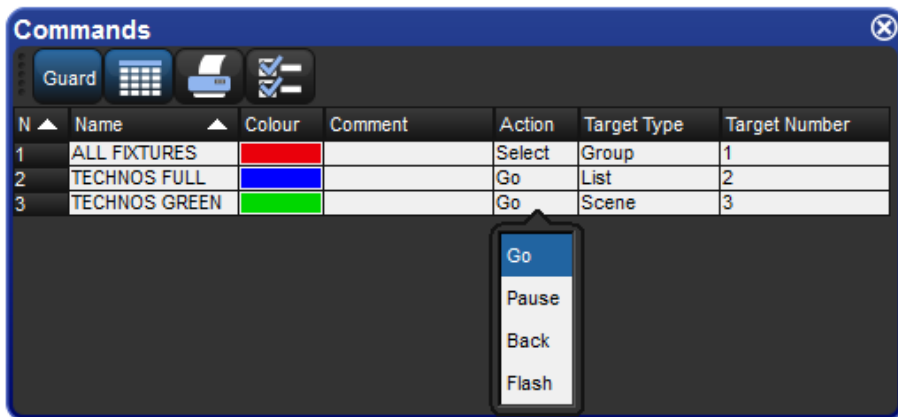 Commands
Guard
N Name Colour Comment Action Target Type Target Number
1 ALL FIXTURES Select Group 1
2 TECHNOS FULL Go List 2
3 TECHNOS GREEN Go Scene 3
Go
Pause
Back
Flash